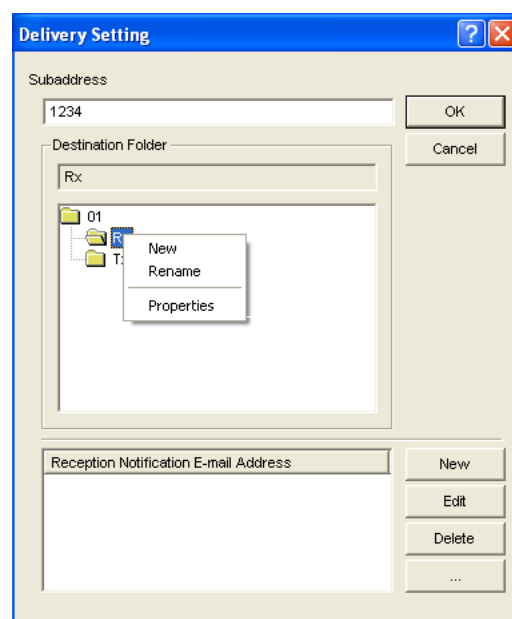 Delivery Setting
Subaddress
1234
OK
Destination Folder
Cancel
Rx
01
R
New
T
Rename
Properties
Reception Notification E-mail Address
New
Edit
Delete
...